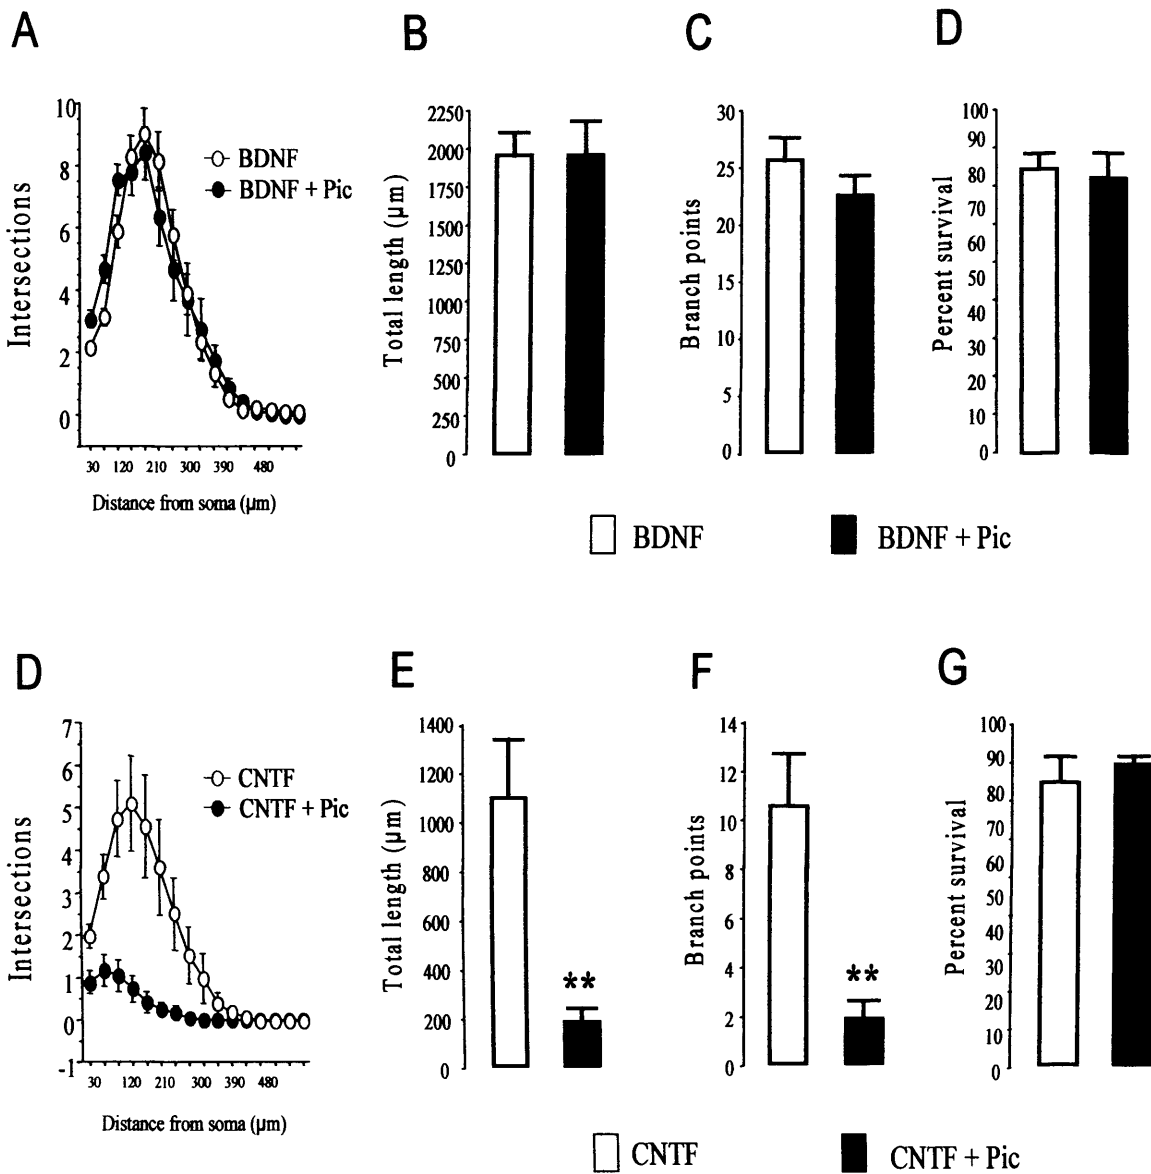 A
B
C
D
10
8
6
4
2
0
Intersections
BDNF
BDNF + Pic
30 120 210 300 390 480
Distance from soma (µm)
2250
2000
1750
1500
1250
1000
750
500
250
0
Total length (µm)
30
25
20
15
10
5
0
Branch points
100
90
80
70
60
50
40
30
20
10
0
Percent survival
BDNF
BDNF + Pic
D
E
F
G
7
6
5
4
3
2
1
0
-1
Intersections
CNTF
CNTF + Pic
30 120 210 300 390 480
Distance from soma (µm)
1400
1200
1000
800
600
400
200
0
Total length (µm)
**
14
12
10
8
6
4
2
0
Branch points
**
100
90
80
70
60
50
40
30
20
10
0
Percent survival
CNTF
CNTF + Pic